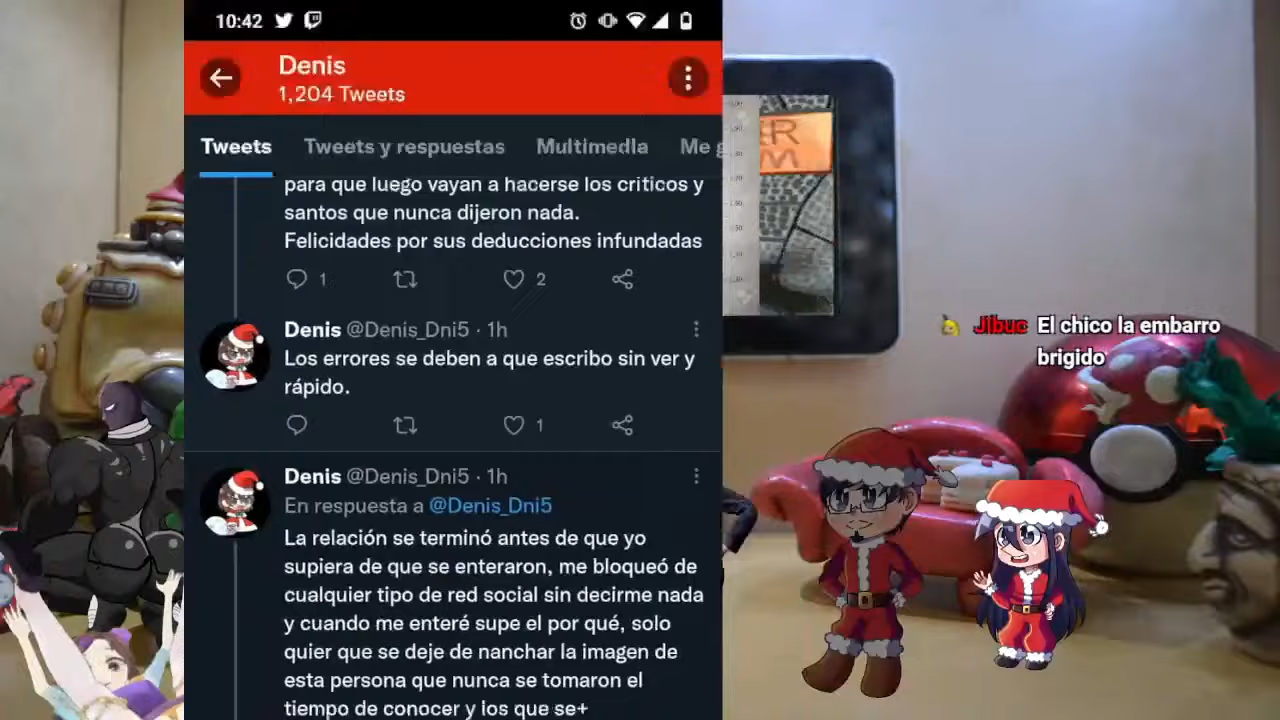 10:42
Denis
1,204 Tweets
Tweets
Tweets y respuestas
Multimedia
Me g
para que luego vayan a hacerse los criticos y
santos que nunca dijeron nada.
Felicidades por sus deducciones infundadas
1
2
Denis @Denis_Dni5 · 1h
Los errores se deben a que escribo sin ver y
rápido.
1
Denis @Denis_Dni5 · 1h
En respuesta a @Denis_Dni5
La relación se terminó antes de que yo
supiera de que se enteraron, me bloqueó de
cualquier tipo de red social sin decirme nada
y cuando me enteré supe el por qué, solo
quier que se deje de nanchar la imagen de
esta persona que nunca se tomaron el
tiempo de conocer y los que se+
ER
M
Jibuc El chico la embarro
brigido